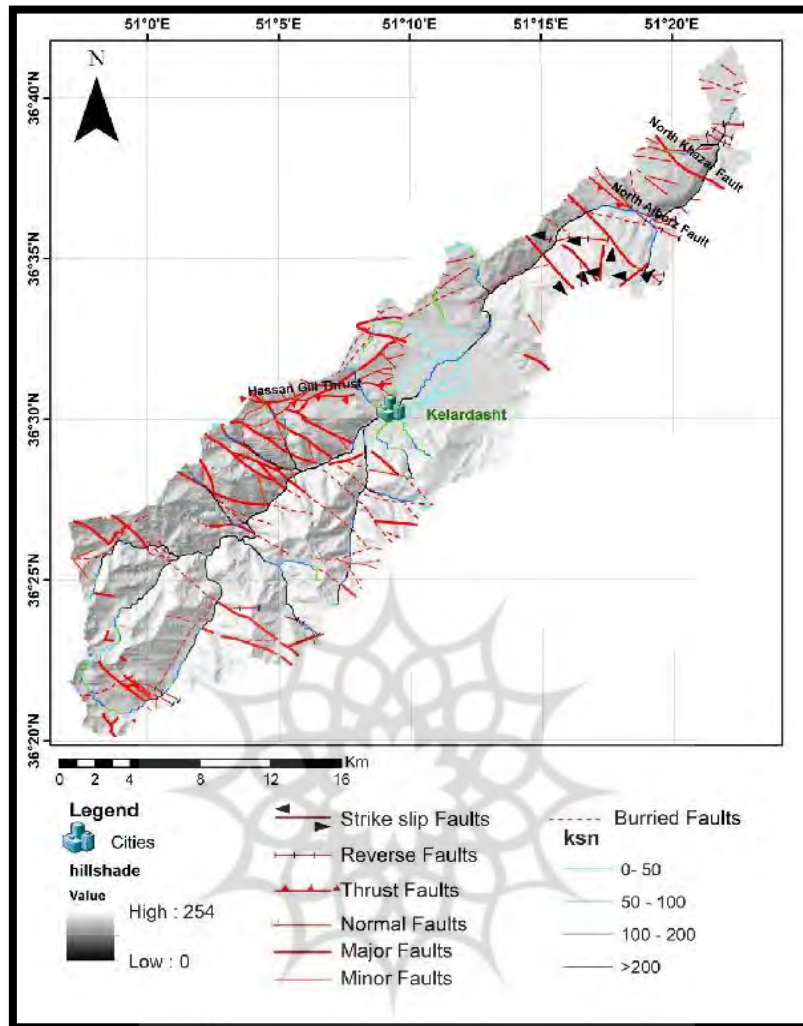 51°0'E
51°5'E
51°10'E
51°15'E
51°20'E
N
36°40'N
36°35'N
36°30'N
36°25'N
36°20'N
North Khazar Fault
North Alborz Fault
Hassan Gill Thrust
Kelardasht
Km
0 2 4 8 12 16
Legend
Cities
hillshade
Value
High : 254
Low : 0
Strike slip Faults
Reverse Faults
Thrust Faults
Normal Faults
Major Faults
Minor Faults
Burried Faults
ksn
0- 50
50 - 100
100 - 200
>200